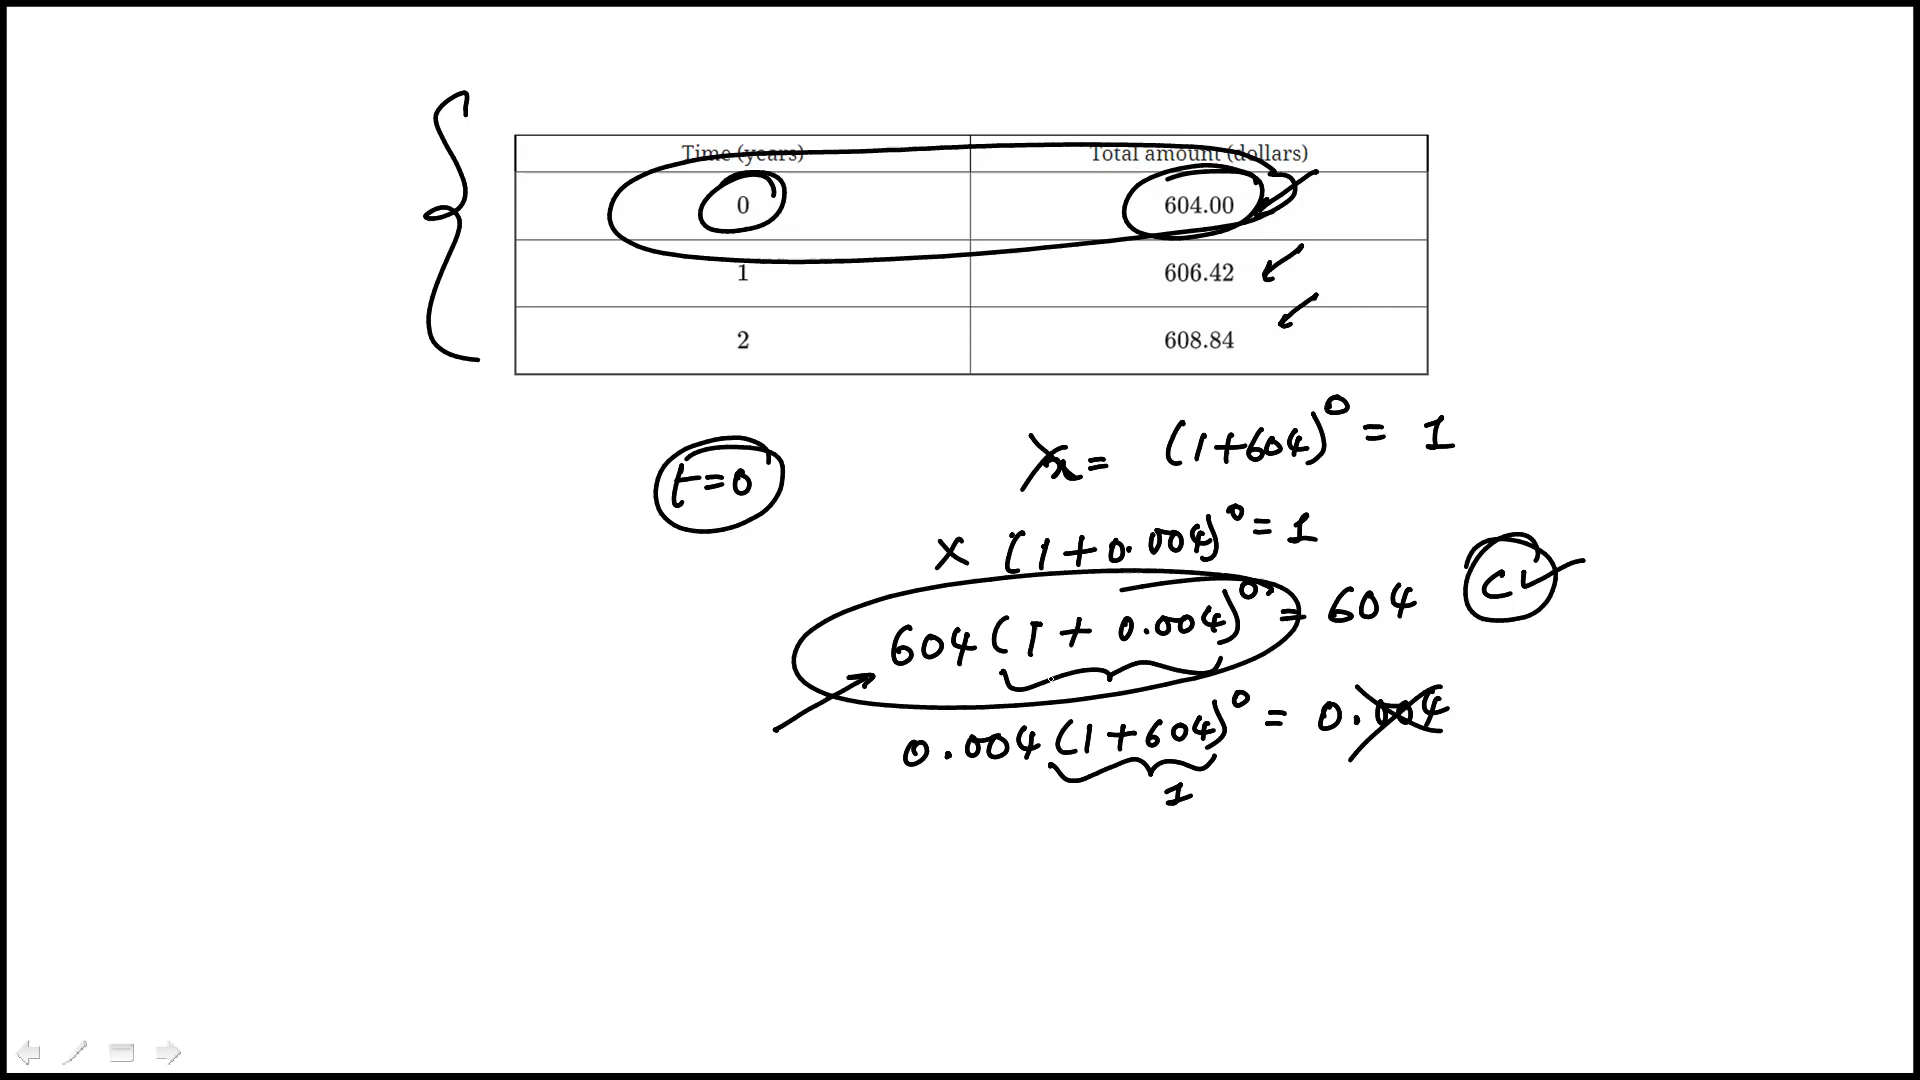 Time (years) Total amount (dollars)
0 604.00
1 606.42
2 608.84
t=0
n= (1+604)^0 = 1
x (1+0.004)^0 = 1
604(1+0.004)^0 = 604
0.004(1+604)^0 = 0.004
1